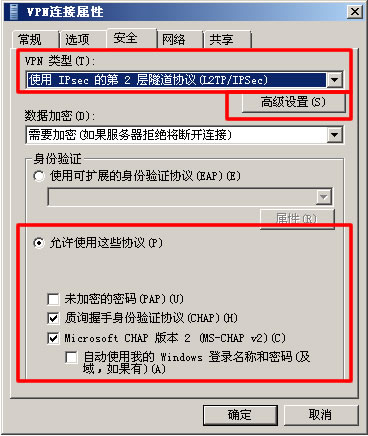 VPN连接属性
常规 选项 安全 网络 共享
VPN 类型(T):
使用 IPsec 的第 2 层隧道协议(L2TP/IPSec)
高级设置(S)
数据加密(D):
需要加密(如果服务器拒绝将断开连接)
身份验证
使用可扩展的身份验证协议(EAP)(E)
属性(R)
允许使用这些协议(P)
未加密的密码(PAP)(U)
质询握手身份验证协议(CHAP)(H)
Microsoft CHAP 版本 2 (MS-CHAP v2)(C)
自动使用我的 Windows 登录名称和密码(及
域,如果有)(A)
确定 取消